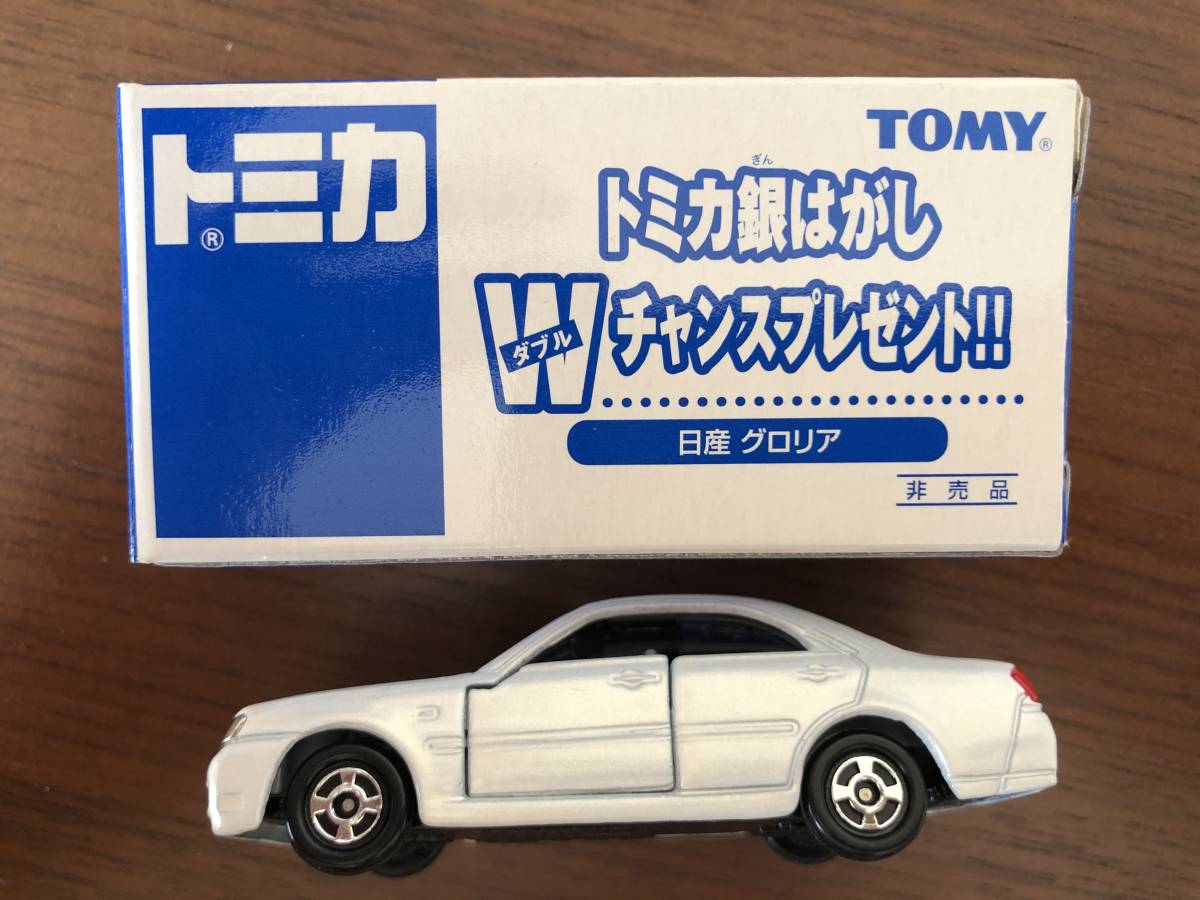 トミカ®
TOMY®
ぎん
トミカ銀はがし
Wダブル チャンスプレゼント!!
日産 グロリア
非売品